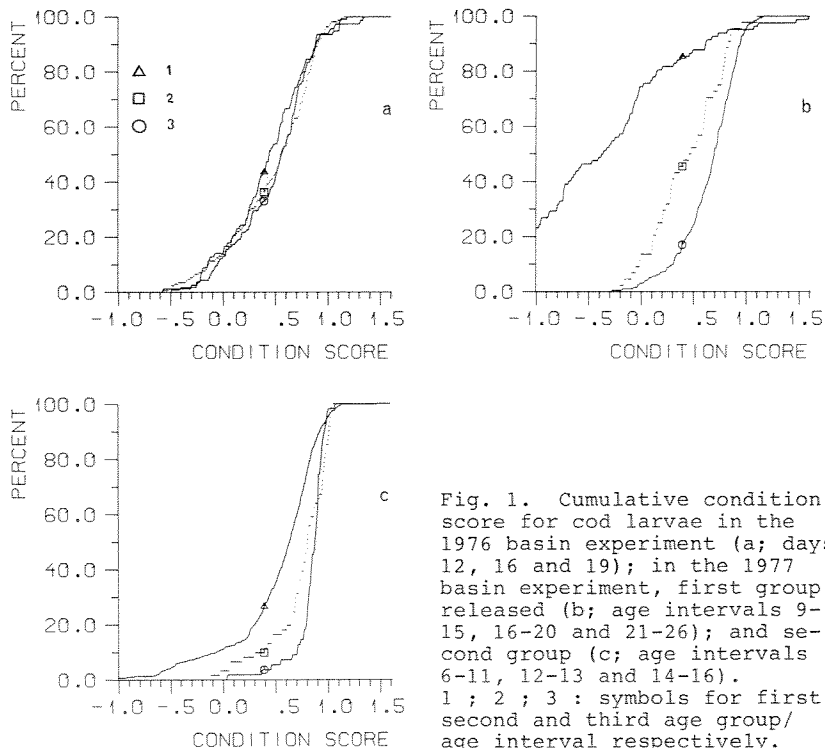 PERCENT
100.0
80.0
60.0
40.0
20.0
0.0
1
2
3
a
-1.0 -.5 0.0 .5 1.0 1.5
CONDITION SCORE
PERCENT
100.0
80.0
60.0
40.0
20.0
0.0
b
-1.0 -.5 0.0 .5 1.0 1.5
CONDITION SCORE
PERCENT
100.0
80.0
60.0
40.0
20.0
0.0
c
-1.0 -.5 0.0 .5 1.0 1.5
CONDITION SCORE
Fig. 1. Cumulative condition
score for cod larvae in the
1976 basin experiment (a; days
12, 16 and 19); in the 1977
basin experiment, first group
released (b; age intervals 9-
15, 16-20 and 21-26); and se-
cond group (c; age intervals
6-11, 12-13 and 14-16).
1 ; 2 ; 3 : symbols for first
second and third age group/
age interval respectively.